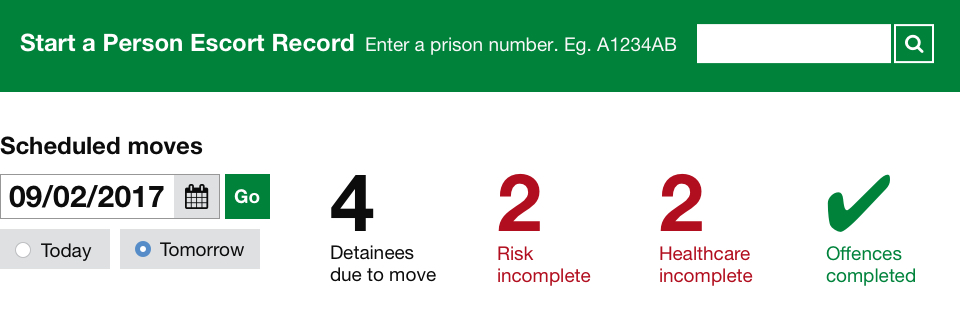 Start a Person Escort Record Enter a prison number. Eg. A1234AB
Scheduled moves
09/02/2017 Go
Today Tomorrow
4
Detainees
due to move
2
Risk
incomplete
2
Healthcare
incomplete
Offences
completed